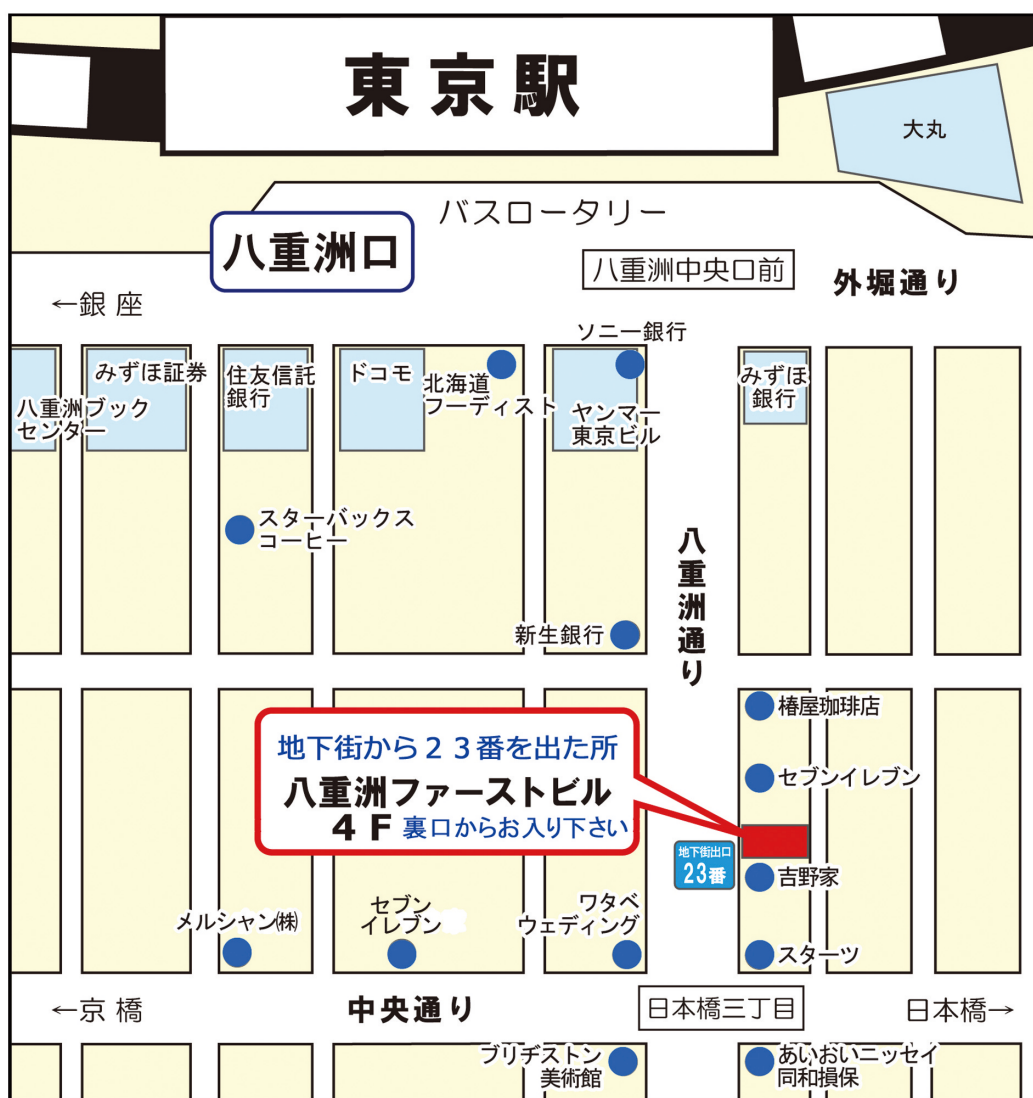 東京駅
大丸
バスロータリー
八重洲口
八重洲中央口前
外堀通り
←銀座
ソニー銀行
みずほ証券
住友信託
銀行
ドコモ
北海道
フーディスト
ヤンマー
東京ビル
みずほ
銀行
八重洲ブック
センター
スターバックス
コーヒー
八重洲通り
新生銀行
椿屋珈琲店
地下街から23番を出た所
八重洲ファーストビル
4F 裏口からお入り下さい
セブンイレブン
地下街出口
23番
吉野家
メルシャン㈱
セブン
イレブン
ワタベ
ウェディング
スターツ
←京橋
中央通り
日本橋三丁目
日本橋→
ブリヂストン
美術館
あいおいニッセイ
同和損保